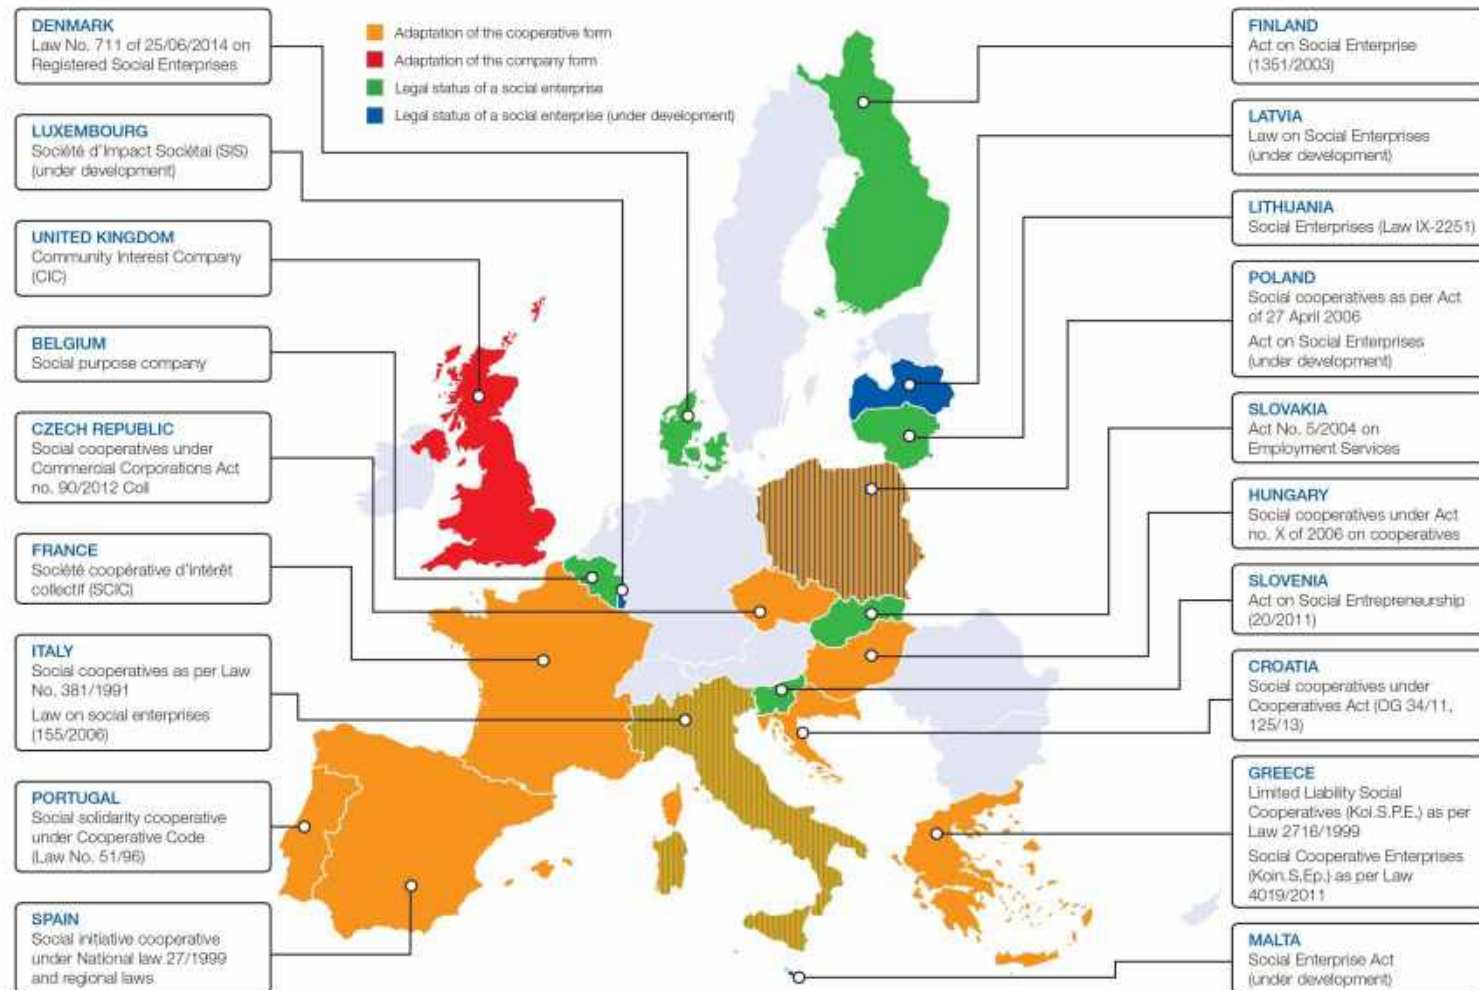 DENMARK
Law No. 711 of 25/06/2014 on
Registered Social Enterprises
LUXEMBOURG
Société d'Impact Sociétal (SIS)
(under development)
UNITED KINGDOM
Community Interest Company
(CIC)
BELGIUM
Social purpose company
CZECH REPUBLIC
Social cooperatives under
Commercial Corporations Act
no. 90/2012 Coll
FRANCE
Société coopérative d'intérêt
collectif (SCIC)
ITALY
Social cooperatives as per Law
No. 381/1991
Law on social enterprises
(155/2006)
PORTUGAL
Social solidarity cooperative
under Cooperative Code
(Law No. 51/96)
SPAIN
Social initiative cooperative
under National law 27/1999
and regional laws
Adaptation of the cooperative form
Adaptation of the company form
Legal status of a social enterprise
Legal status of a social enterprise (under development)
FINLAND
Act on Social Enterprise
(1351/2003)
LATVIA
Law on Social Enterprises
(under development)
LITHUANIA
Social Enterprises (Law IX-2251)
POLAND
Social cooperatives as per Act
of 27 April 2006
Act on Social Enterprises
(under development)
SLOVAKIA
Act No. 5/2004 on
Employment Services
HUNGARY
Social cooperatives under Act
no. X of 2006 on cooperatives
SLOVENIA
Act on Social Entrepreneurship
(20/2011)
CROATIA
Social cooperatives under
Cooperatives Act (OG 34/11,
125/13)
GREECE
Limited Liability Social
Cooperatives (Koi.S.P.E.) as per
Law 2716/1999
Social Cooperative Enterprises
(Koin.S.Ep.) as per Law
4019/2011
MALTA
Social Enterprise Act
(under development)